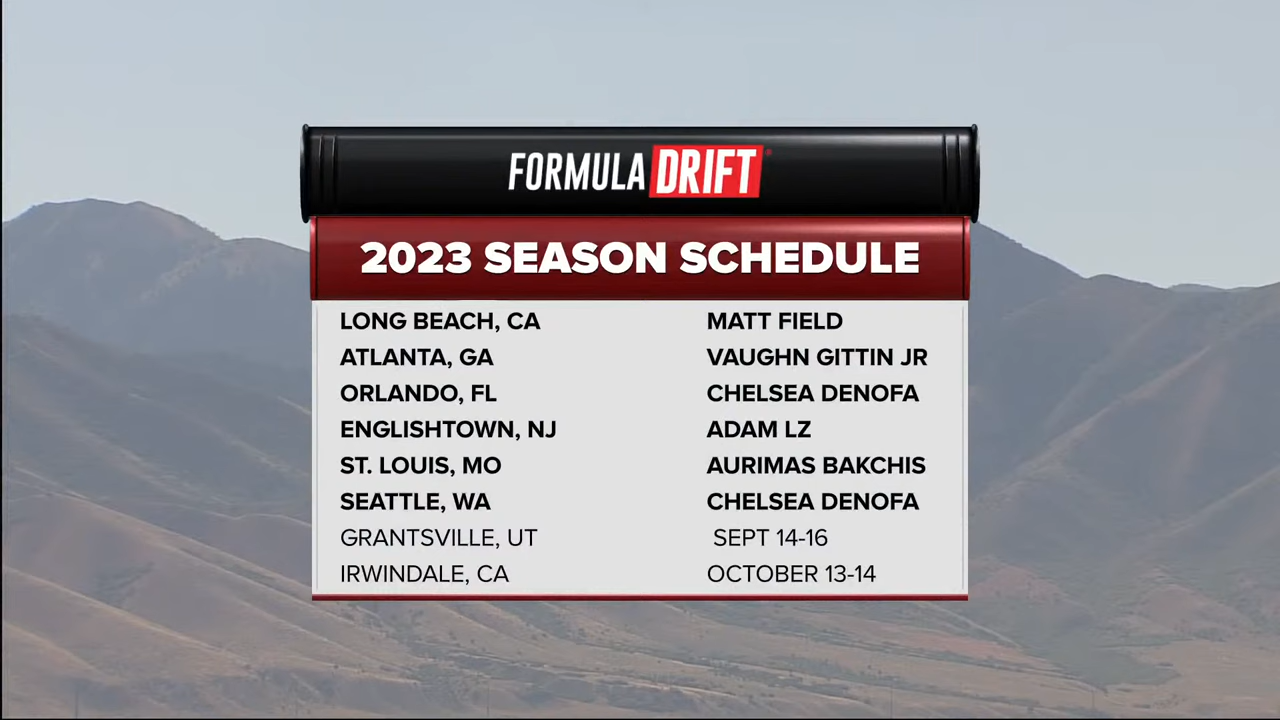 FORMULA DRIFT
2023 SEASON SCHEDULE
LONG BEACH, CA MATT FIELD
ATLANTA, GA VAUGHN GITTIN JR
ORLANDO, FL CHELSEA DENOFA
ENGLISHTOWN, NJ ADAM LZ
ST. LOUIS, MO AURIMAS BAKCHIS
SEATTLE, WA CHELSEA DENOFA
GRANTSVILLE, UT SEPT 14-16
IRWINDALE, CA OCTOBER 13-14